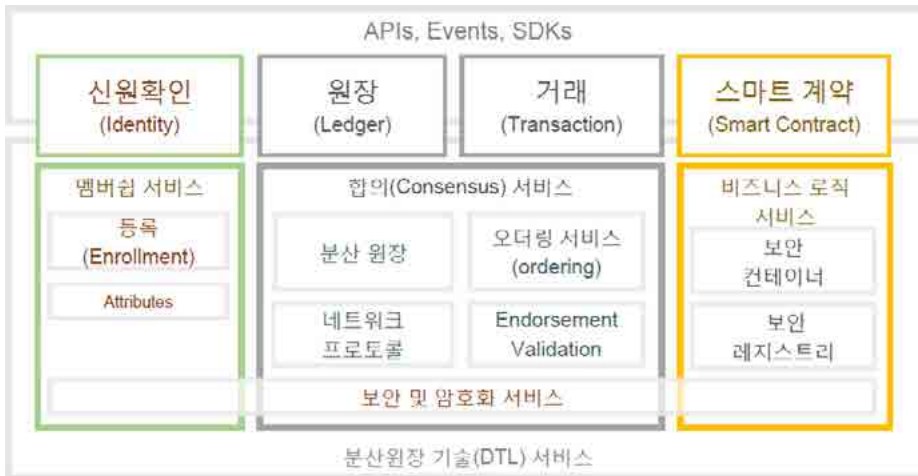 APIs, Events, SDKs
신원확인
(Identity)
원장
(Ledger)
거래
(Transaction)
스마트 계약
(Smart Contract)
멤버쉽 서비스
등록
(Enrollment)
Attributes
합의(Consensus) 서비스
분산 원장
오더링 서비스
(ordering)
네트워크
프로토콜
Endorsement
Validation
비즈니스 로직
서비스
보안
컨테이너
보안
레지스트리
보안 및 암호화 서비스
분산원장 기술(DTL) 서비스